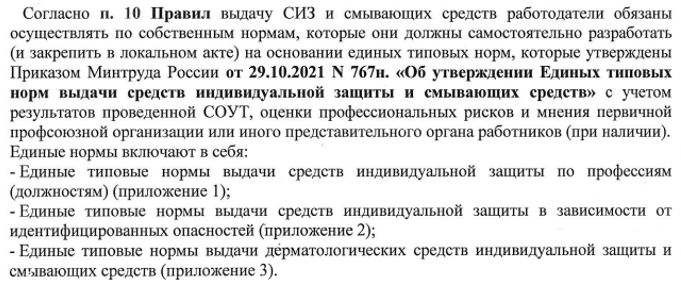 Согласно п. 10 Правил выдачу СИЗ и смывающих средств работодатели обязаны
осуществлять по собственным нормам, которые они должны самостоятельно разработать
(и закрепить в локальном акте) на основании единых типовых норм, которые утверждены
Приказом Минтруда России от 29.10.2021 N 767н. «Об утверждении Единых типовых
норм выдачи средств индивидуальной защиты и смывающих средств» с учетом
результатов проведенной СОУТ, оценки профессиональных рисков и мнения первичной
профсоюзной организации или иного представительного органа работников (при наличии).
Единые нормы включают в себя:
- Единые типовые нормы выдачи средств индивидуальной защиты по профессиям
(должностям) (приложение 1);
- Единые типовые нормы выдачи средств индивидуальной защиты в зависимости от
идентифицированных опасностей (приложение 2);
- Единые типовые нормы выдачи дерматологических средств индивидуальной защиты и
смывающих средств (приложение 3).